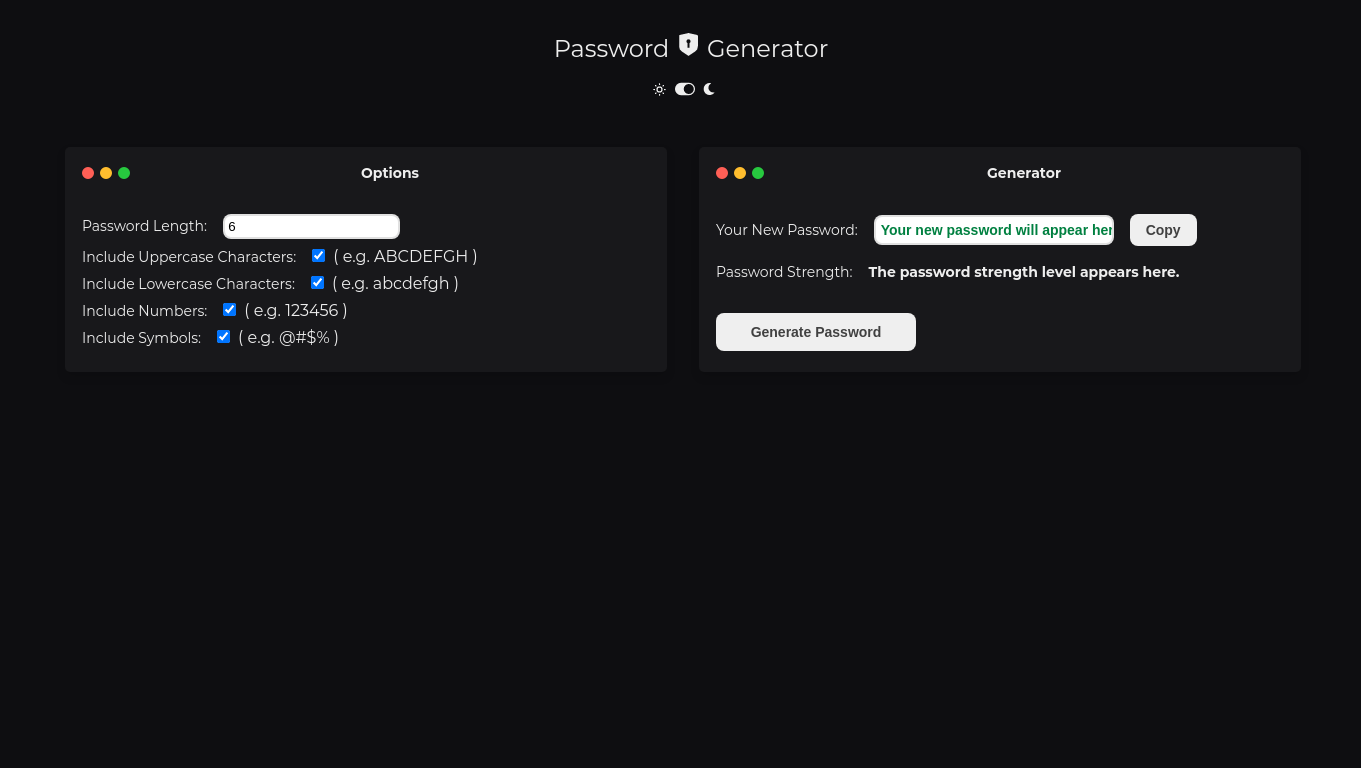 Password Generator
Options
Password Length: 6
Include Uppercase Characters: ( e.g. ABCDEFGH )
Include Lowercase Characters: ( e.g. abcdefgh )
Include Numbers: ( e.g. 123456 )
Include Symbols: ( e.g. @#$% )
Generator
Your New Password: Your new password will appear her Copy
Password Strength: The password strength level appears here.
Generate Password